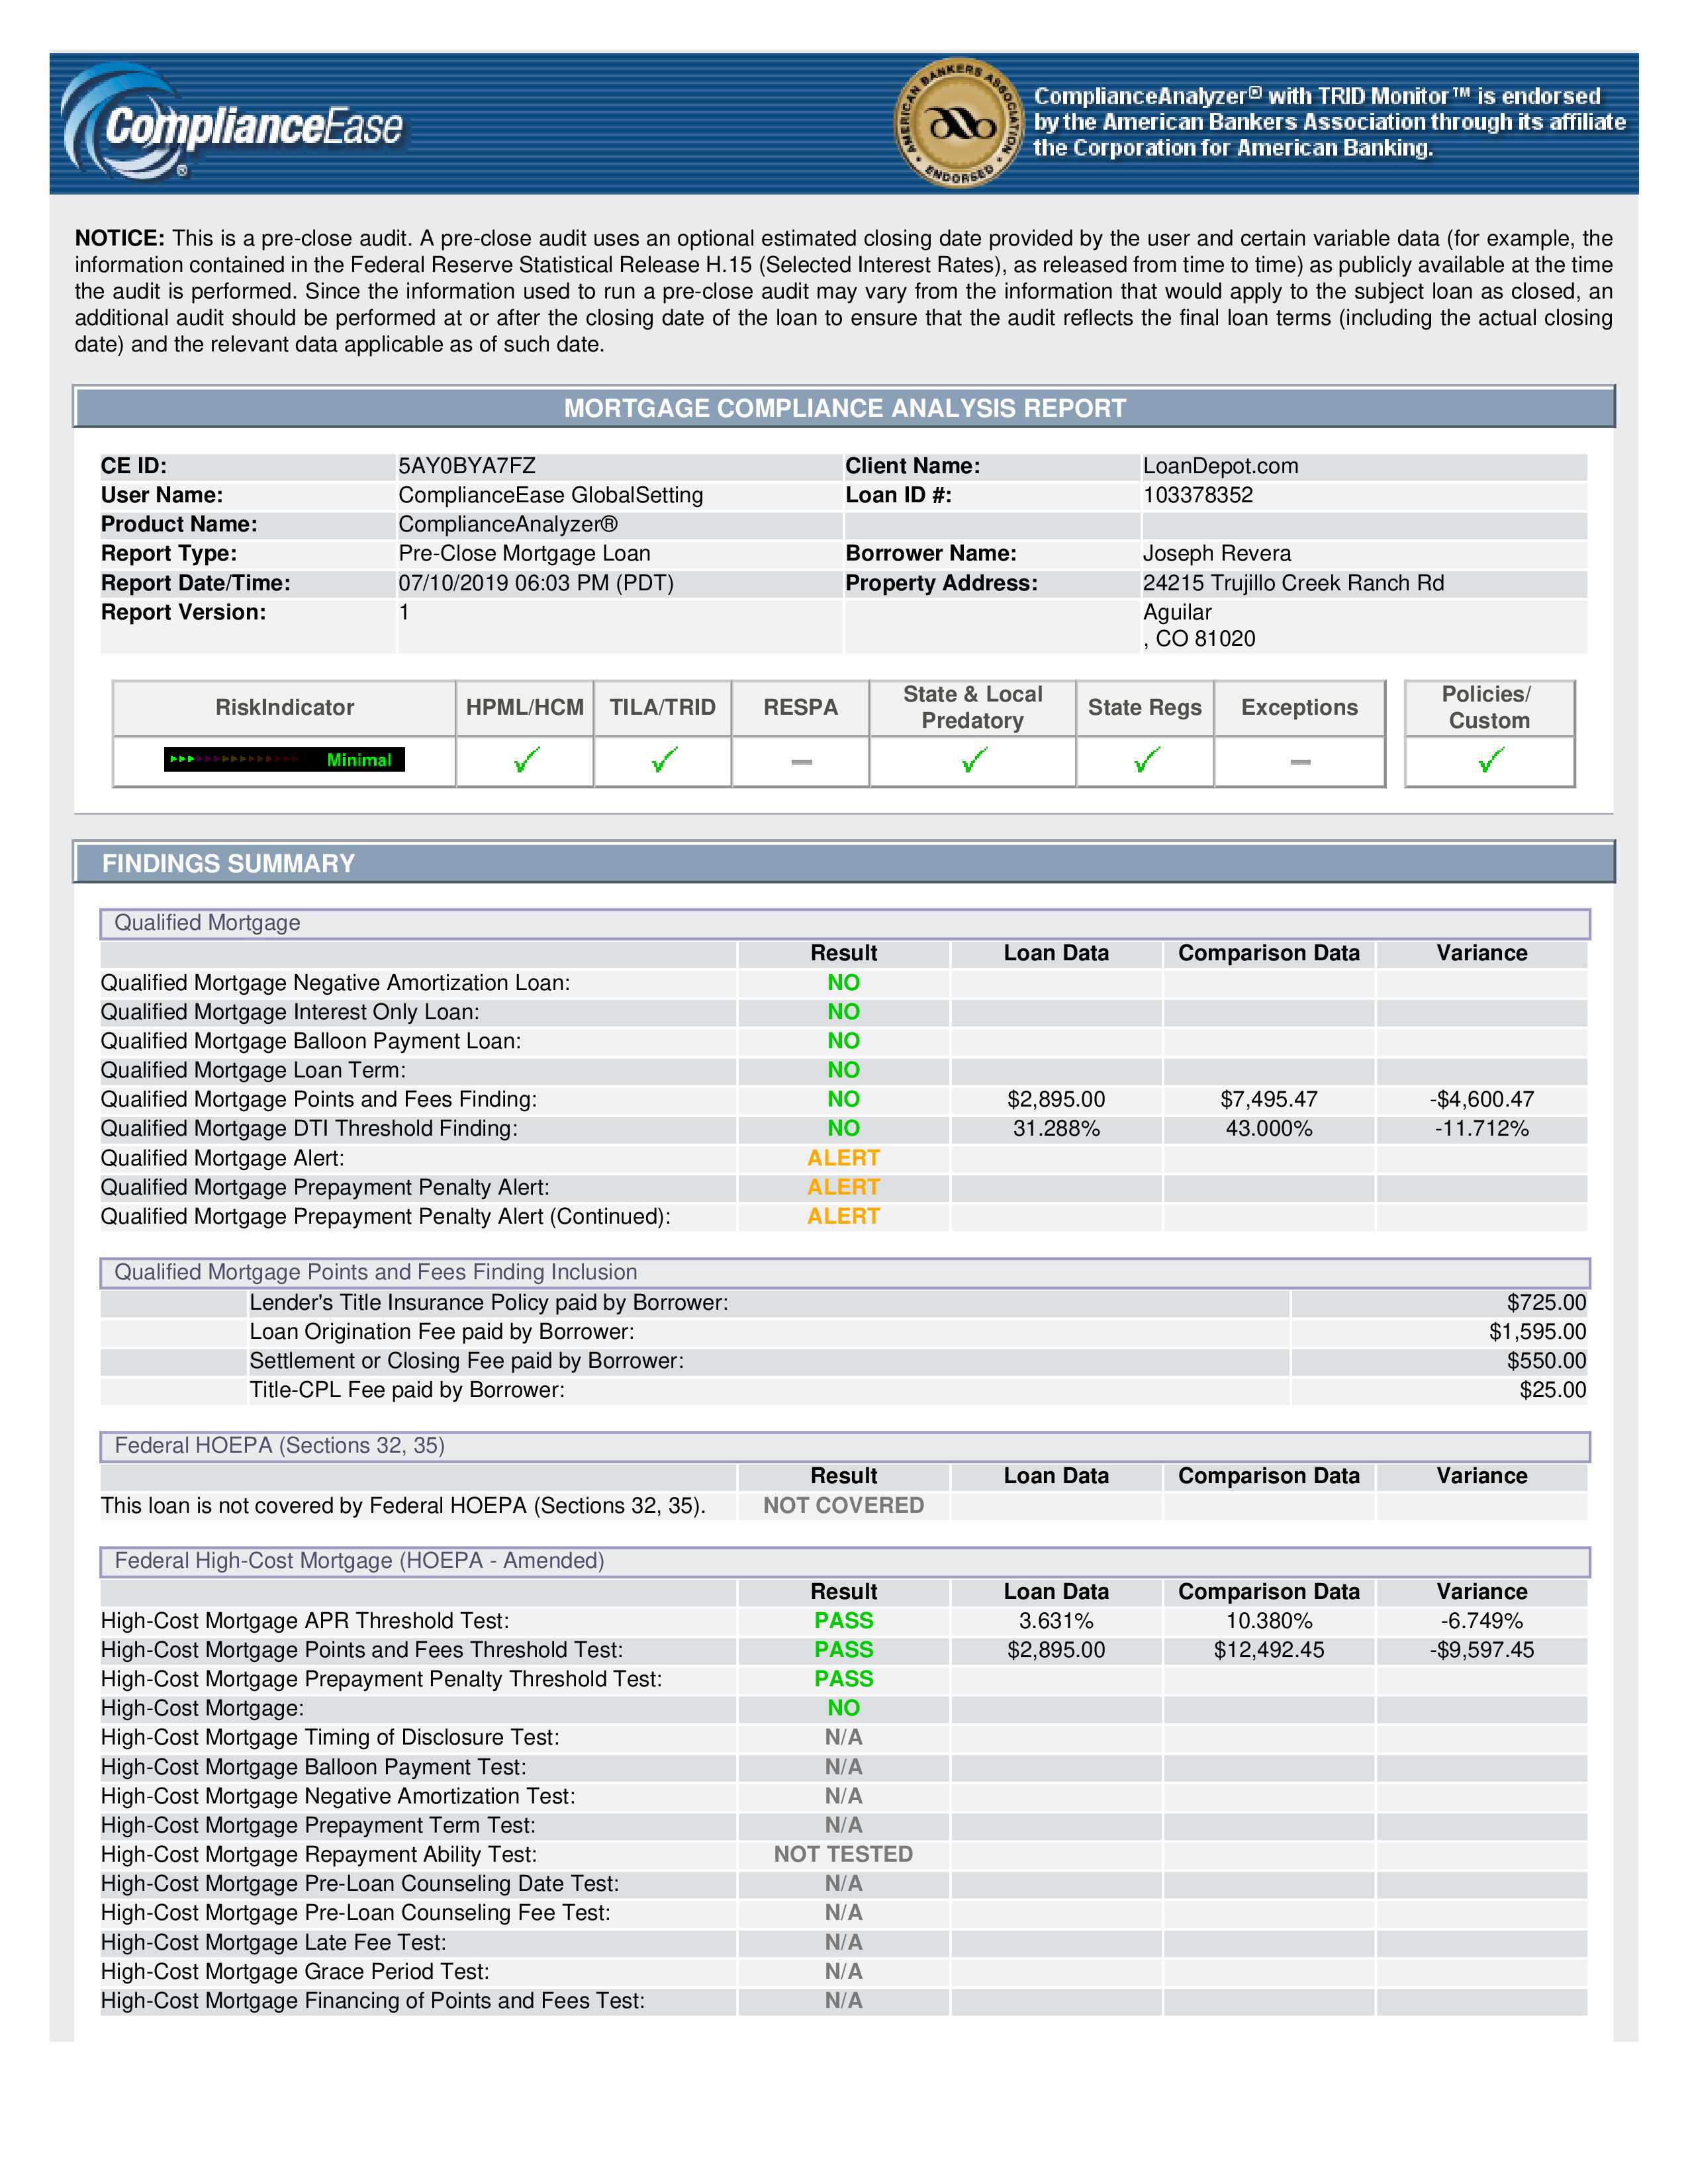 ComplianceEase®
AMERICAN BANKERS ASSOCIATION
• ENDORSED •
ComplianceAnalyzer® with TRID Monitor™ is endorsed
by the American Bankers Association through its affiliate
the Corporation for American Banking.
NOTICE: This is a pre-close audit. A pre-close audit uses an optional estimated closing date provided by the user and certain variable data (for example, the
information contained in the Federal Reserve Statistical Release H.15 (Selected Interest Rates), as released from time to time) as publicly available at the time
the audit is performed. Since the information used to run a pre-close audit may vary from the information that would apply to the subject loan as closed, an
additional audit should be performed at or after the closing date of the loan to ensure that the audit reflects the final loan terms (including the actual closing
date) and the relevant data applicable as of such date.
MORTGAGE COMPLIANCE ANALYSIS REPORT
CE ID: 5AY0BYA7FZ Client Name: LoanDepot.com
User Name: ComplianceEase GlobalSetting Loan ID #: 103378352
Product Name: ComplianceAnalyzer®
Report Type: Pre-Close Mortgage Loan Borrower Name: Joseph Revera
Report Date/Time: 07/10/2019 06:03 PM (PDT) Property Address: 24215 Trujillo Creek Ranch Rd
Report Version: 1 Aguilar
, CO 81020
RiskIndicator HPML/HCM TILA/TRID RESPA State & Local Predatory State Regs Exceptions Policies/ Custom
Minimal ✓ ✓ – ✓ ✓ – ✓
FINDINGS SUMMARY
Qualified Mortgage
Result Loan Data Comparison Data Variance
Qualified Mortgage Negative Amortization Loan: NO
Qualified Mortgage Interest Only Loan: NO
Qualified Mortgage Balloon Payment Loan: NO
Qualified Mortgage Loan Term: NO
Qualified Mortgage Points and Fees Finding: NO $2,895.00 $7,495.47 -$4,600.47
Qualified Mortgage DTI Threshold Finding: NO 31.288% 43.000% -11.712%
Qualified Mortgage Alert: ALERT
Qualified Mortgage Prepayment Penalty Alert: ALERT
Qualified Mortgage Prepayment Penalty Alert (Continued): ALERT
Qualified Mortgage Points and Fees Finding Inclusion
Lender's Title Insurance Policy paid by Borrower: $725.00
Loan Origination Fee paid by Borrower: $1,595.00
Settlement or Closing Fee paid by Borrower: $550.00
Title-CPL Fee paid by Borrower: $25.00
Federal HOEPA (Sections 32, 35)
Result Loan Data Comparison Data Variance
This loan is not covered by Federal HOEPA (Sections 32, 35). NOT COVERED
Federal High-Cost Mortgage (HOEPA - Amended)
Result Loan Data Comparison Data Variance
High-Cost Mortgage APR Threshold Test: PASS 3.631% 10.380% -6.749%
High-Cost Mortgage Points and Fees Threshold Test: PASS $2,895.00 $12,492.45 -$9,597.45
High-Cost Mortgage Prepayment Penalty Threshold Test: PASS
High-Cost Mortgage: NO
High-Cost Mortgage Timing of Disclosure Test: N/A
High-Cost Mortgage Balloon Payment Test: N/A
High-Cost Mortgage Negative Amortization Test: N/A
High-Cost Mortgage Prepayment Term Test: N/A
High-Cost Mortgage Repayment Ability Test: NOT TESTED
High-Cost Mortgage Pre-Loan Counseling Date Test: N/A
High-Cost Mortgage Pre-Loan Counseling Fee Test: N/A
High-Cost Mortgage Late Fee Test: N/A
High-Cost Mortgage Grace Period Test: N/A
High-Cost Mortgage Financing of Points and Fees Test: N/A